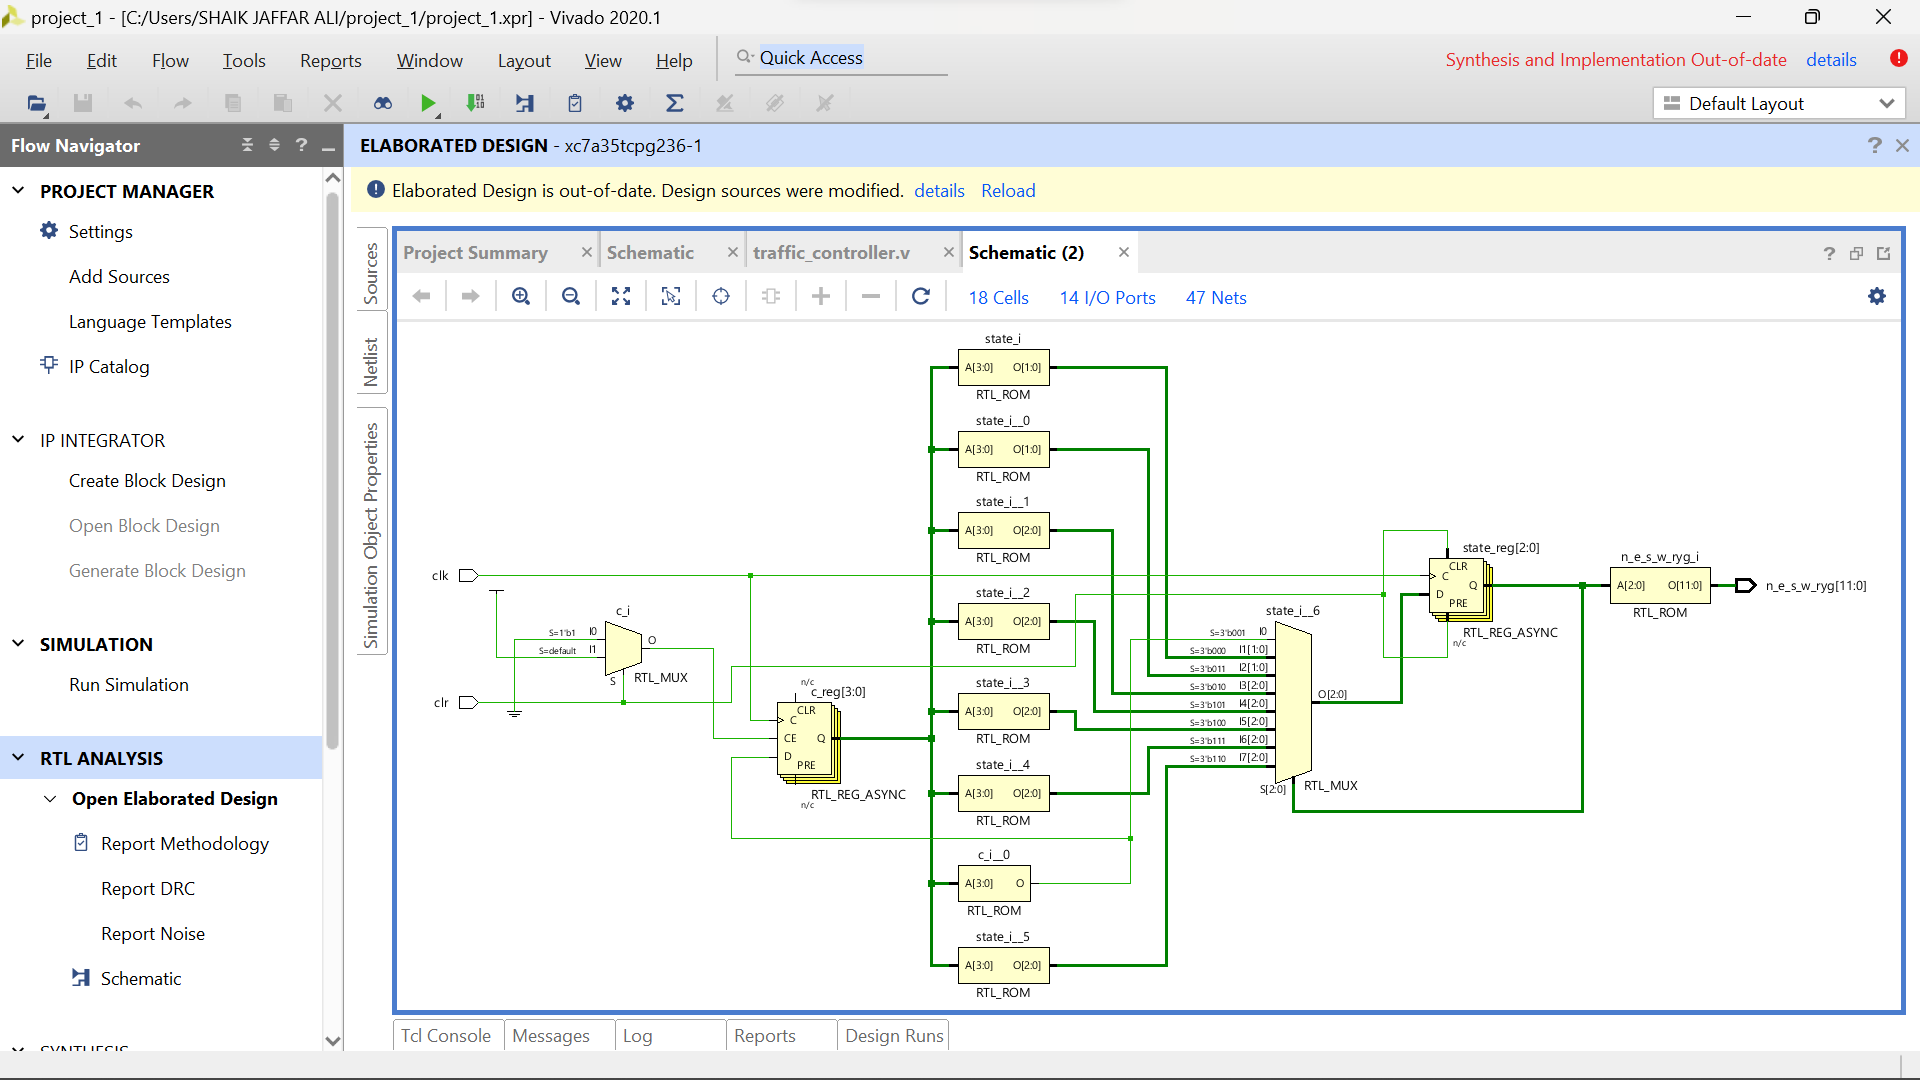 project_1 - [C:/Users/SHAIK JAFFAR ALI/project_1/project_1.xpr] - Vivado 2020.1
File Edit Flow Tools Reports Window Layout View Help Quick Access
Synthesis and Implementation Out-of-date details
Default Layout
Flow Navigator
ELABORATED DESIGN - xc7a35tcpg236-1
Elaborated Design is out-of-date. Design sources were modified. details Reload
PROJECT MANAGER
Settings
Add Sources
Language Templates
IP Catalog
IP INTEGRATOR
Create Block Design
Open Block Design
Generate Block Design
SIMULATION
Run Simulation
RTL ANALYSIS
Open Elaborated Design
Report Methodology
Report DRC
Report Noise
Schematic
SYNTHESIS
Sources
Netlist
Simulation Object Properties
Project Summary Schematic traffic_controller.v Schematic (2)
18 Cells 14 I/O Ports 47 Nets
clk
clr
c_i
S=1'b1 I0
S=default I1
O
S
RTL_MUX
n/c
c_reg[3:0]
CLR
C
CE Q
D
PRE
RTL_REG_ASYNC
n/c
state_i
A[3:0] O[1:0]
RTL_ROM
state_i__0
A[3:0] O[1:0]
RTL_ROM
state_i__1
A[3:0] O[2:0]
RTL_ROM
state_i__2
A[3:0] O[2:0]
RTL_ROM
state_i__3
A[3:0] O[2:0]
RTL_ROM
state_i__4
A[3:0] O[2:0]
RTL_ROM
c_i__0
A[3:0] O
RTL_ROM
state_i__5
A[3:0] O[2:0]
RTL_ROM
state_i__6
S=3'b001 I0
S=3'b000 I1[1:0]
S=3'b011 I2[1:0]
S=3'b010 I3[2:0]
S=3'b101 I4[2:0]
S=3'b100 I5[2:0]
S=3'b111 I6[2:0]
S=3'b110 I7[2:0]
O[2:0]
S[2:0]
RTL_MUX
state_reg[2:0]
CLR
C
Q
D
PRE
RTL_REG_ASYNC
n/c
n_e_s_w_ryg_i
A[2:0] O[11:0]
RTL_ROM
n_e_s_w_ryg[11:0]
Tcl Console Messages Log Reports Design Runs